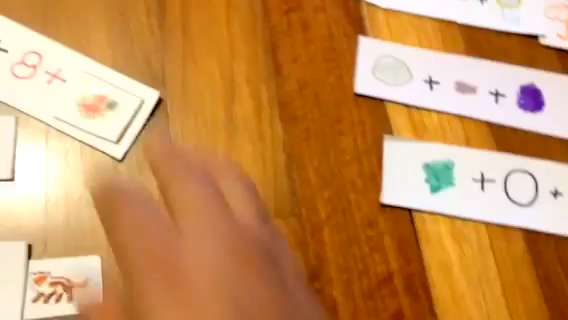 + 8 +
+ +
+ O +